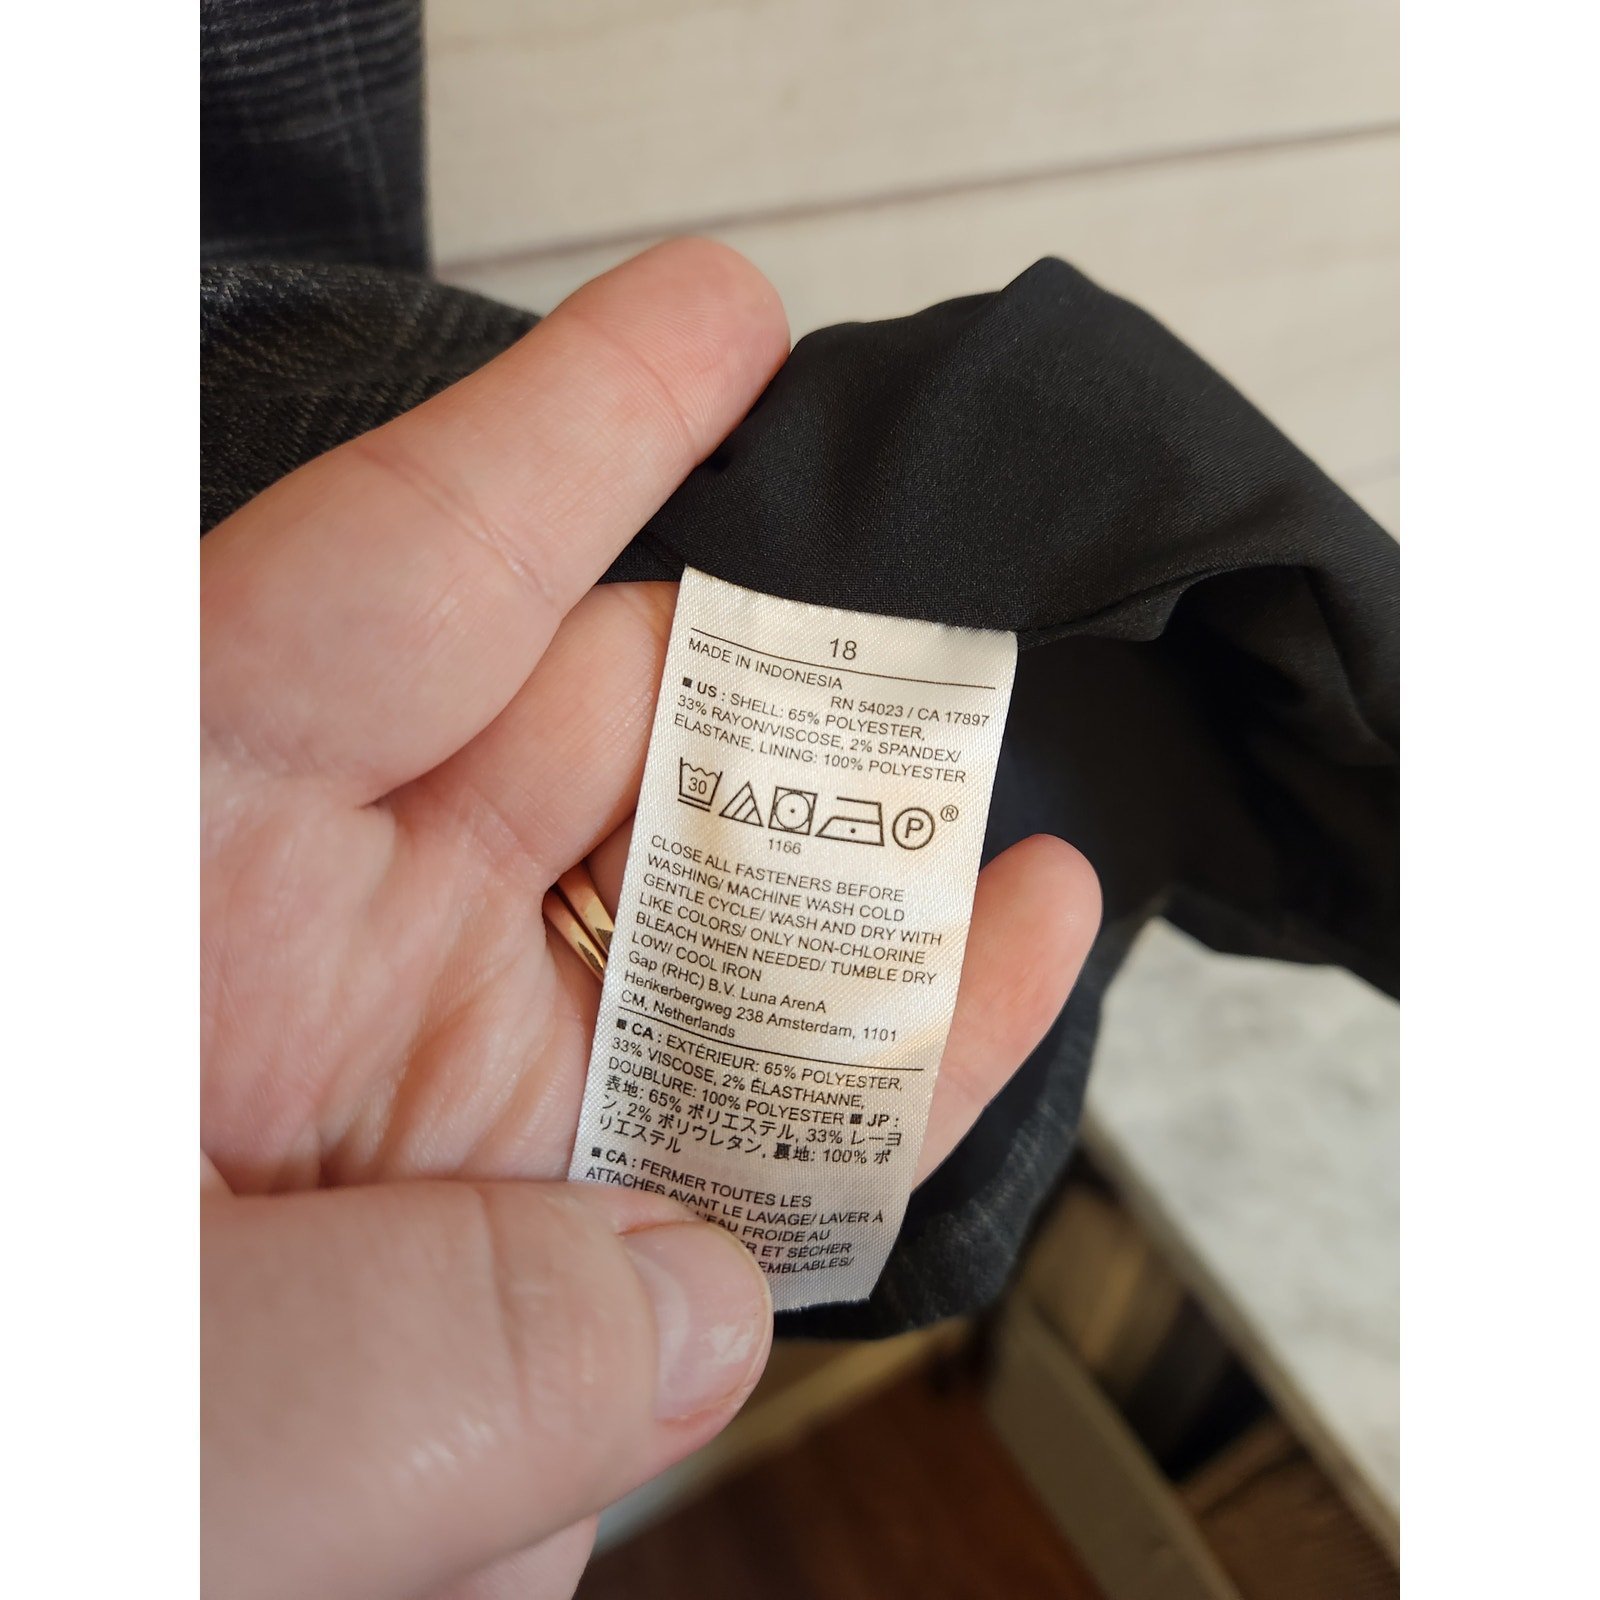 18
MADE IN INDONESIA
RN 54023 / CA 17897
■ US : SHELL: 65% POLYESTER,
33% RAYON/VISCOSE, 2% SPANDEX/
ELASTANE, LINING: 100% POLYESTER
30 P ®
1166
CLOSE ALL FASTENERS BEFORE
WASHING/ MACHINE WASH COLD
GENTLE CYCLE/ WASH AND DRY WITH
LIKE COLORS/ ONLY NON-CHLORINE
BLEACH WHEN NEEDED/ TUMBLE DRY
LOW/ COOL IRON
Gap (RHC) B.V. Luna ArenA
Herikerbergweg 238 Amsterdam, 1101
CM, Netherlands
■ CA : EXTÉRIEUR: 65% POLYESTER,
33% VISCOSE, 2% ÉLASTHANNE,
DOUBLURE: 100% POLYESTER ■ JP :
表地: 65% ポリエステル, 33% レーヨ
ン, 2% ポリウレタン, 裏地: 100% ポ
リエステル
■ CA : FERMER TOUTES LES
ATTACHES AVANT LE LAVAGE/ LAVER À
FROIDE AU
ET SÉCHER